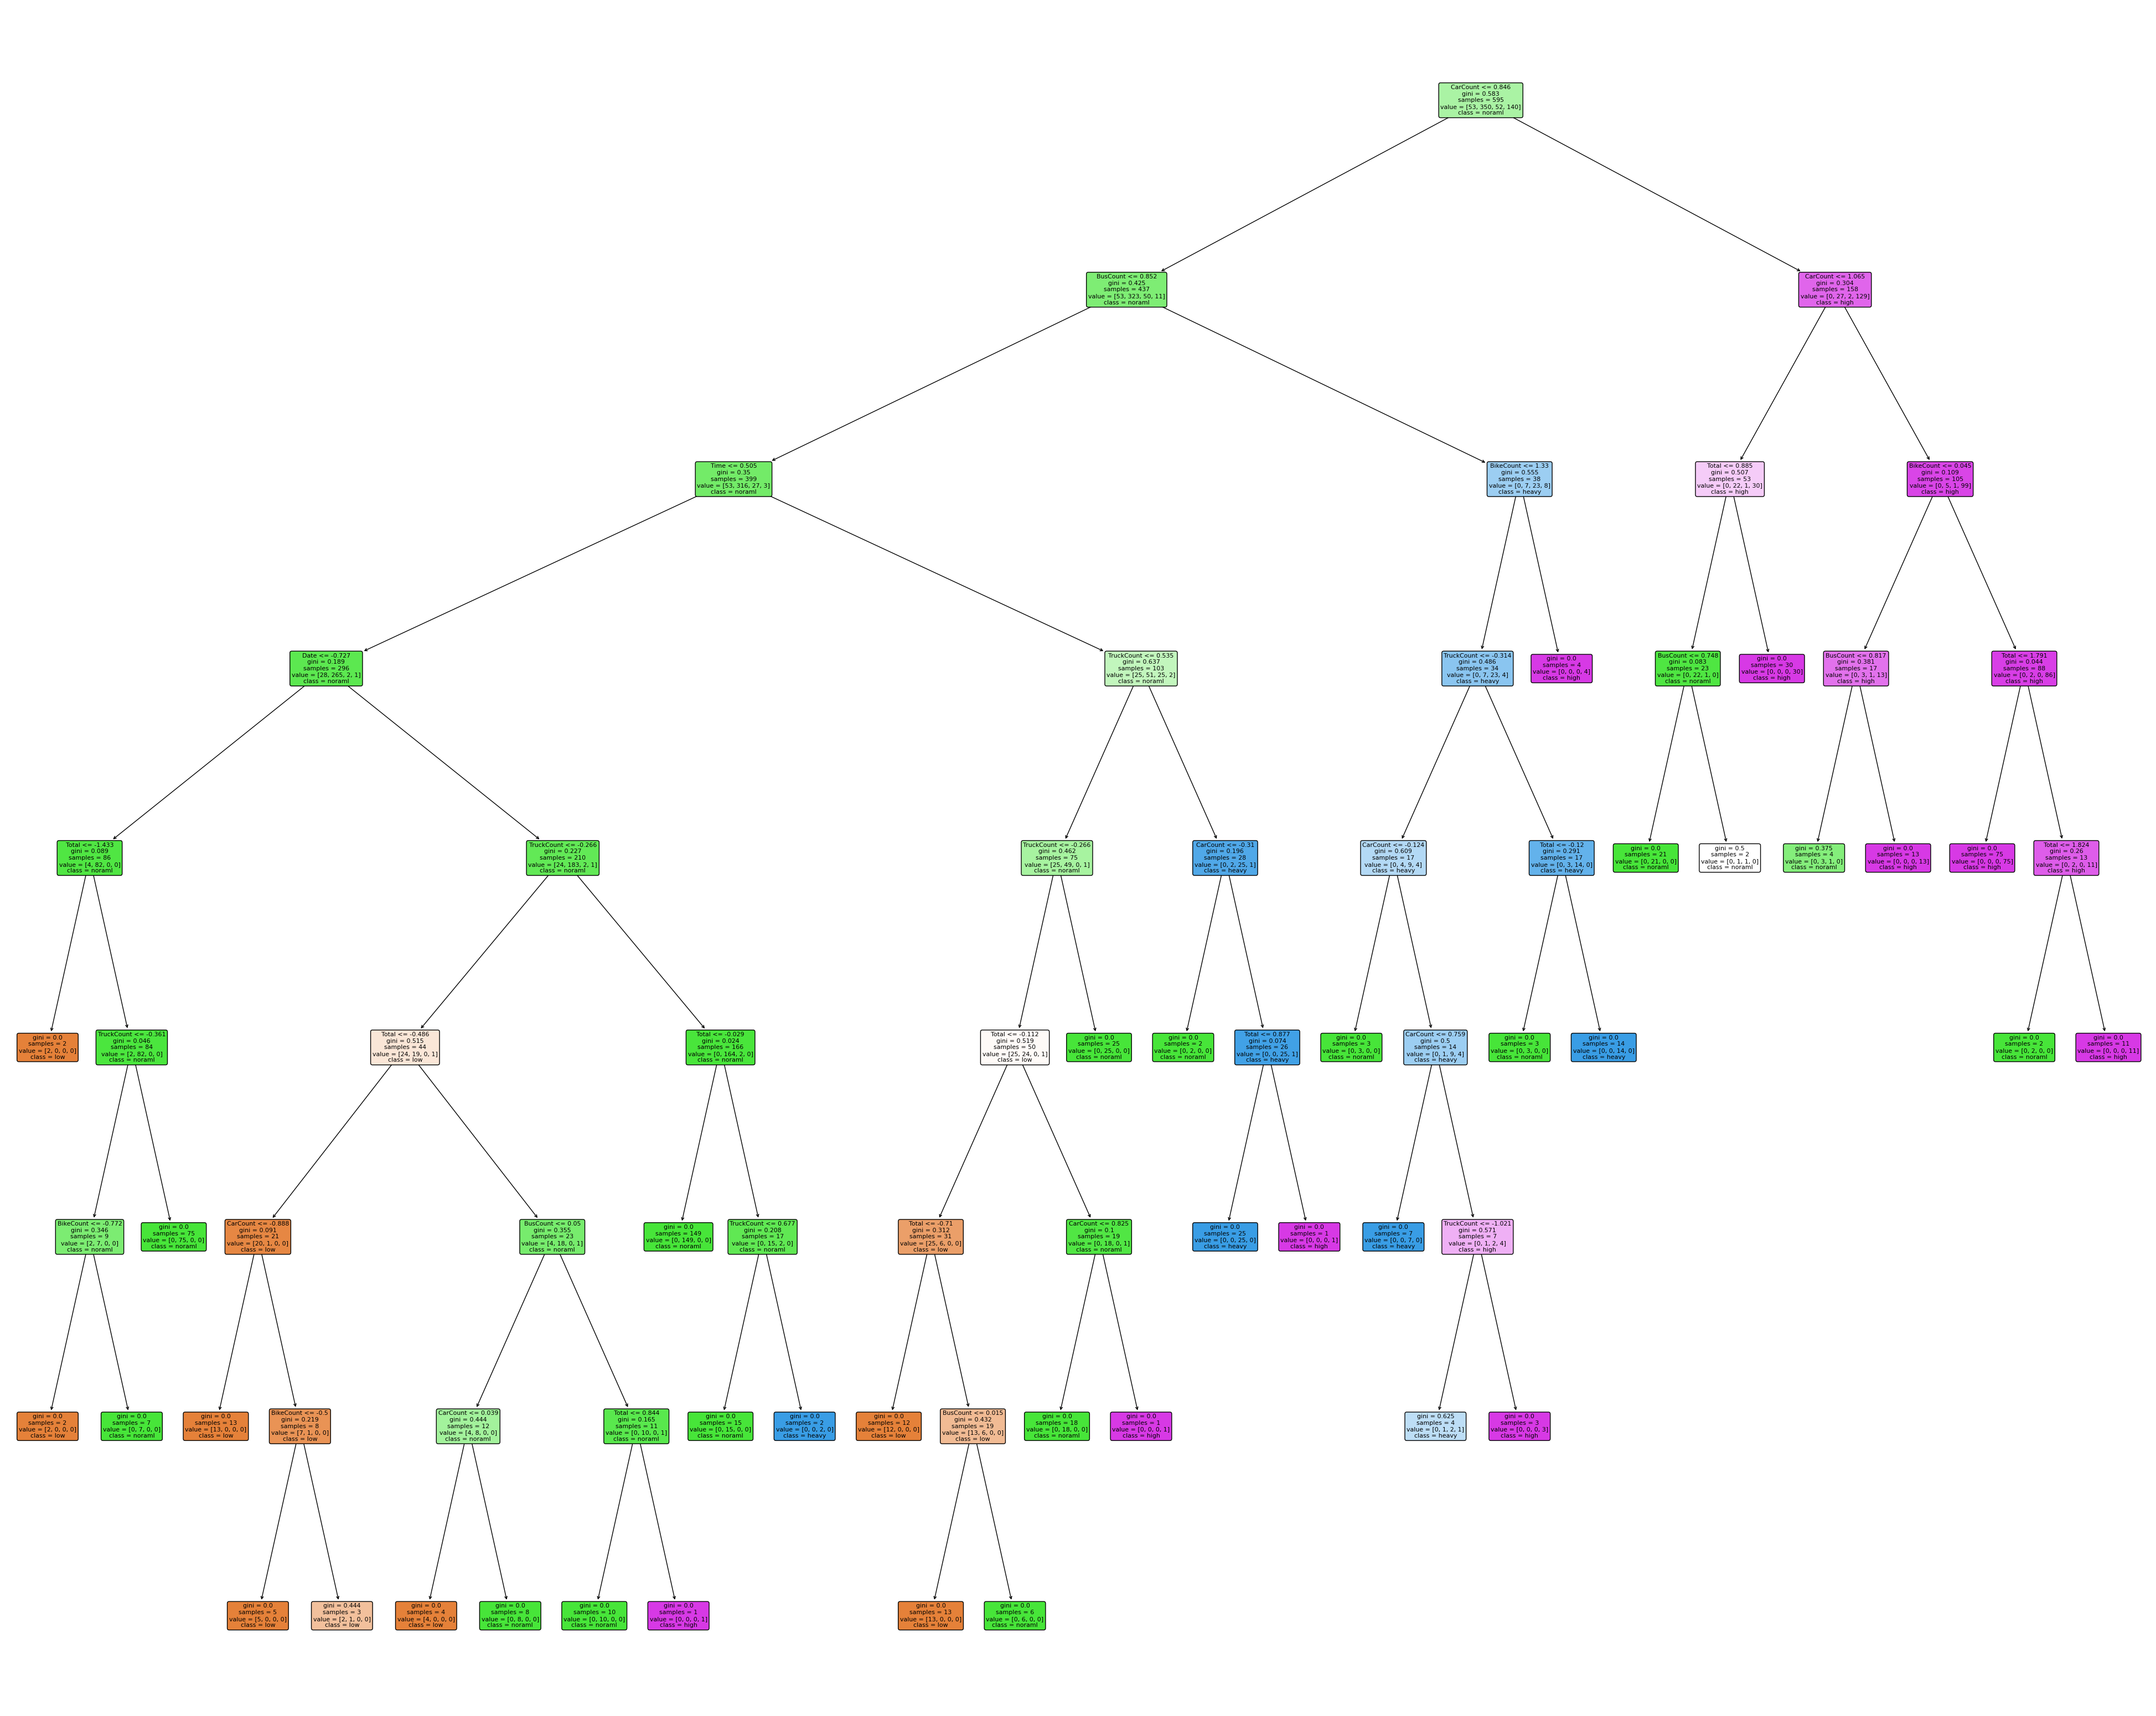 CarCount <= 0.846
gini = 0.583
samples = 595
value = [53, 350, 52, 140]
class = noraml
BusCount <= 0.852
gini = 0.425
samples = 437
value = [53, 323, 50, 11]
class = noraml
CarCount <= 1.065
gini = 0.304
samples = 158
value = [0, 27, 2, 129]
class = high
Time <= 0.505
gini = 0.35
samples = 399
value = [53, 316, 27, 3]
class = noraml
BikeCount <= 1.33
gini = 0.555
samples = 38
value = [0, 7, 23, 8]
class = heavy
Total <= 0.885
gini = 0.507
samples = 53
value = [0, 22, 1, 30]
class = high
BikeCount <= 0.045
gini = 0.109
samples = 105
value = [0, 5, 1, 99]
class = high
Date <= -0.727
gini = 0.189
samples = 296
value = [28, 265, 2, 1]
class = noraml
TruckCount <= 0.535
gini = 0.637
samples = 103
value = [25, 51, 25, 2]
class = noraml
TruckCount <= -0.314
gini = 0.486
samples = 34
value = [0, 7, 23, 4]
class = heavy
gini = 0.0
samples = 4
value = [0, 0, 0, 4]
class = high
BusCount <= 0.748
gini = 0.083
samples = 23
value = [0, 22, 1, 0]
class = noraml
gini = 0.0
samples = 30
value = [0, 0, 0, 30]
class = high
BusCount <= 0.817
gini = 0.381
samples = 17
value = [0, 3, 1, 13]
class = high
Total <= 1.791
gini = 0.044
samples = 88
value = [0, 2, 0, 86]
class = high
Total <= -1.433
gini = 0.089
samples = 86
value = [4, 82, 0, 0]
class = noraml
TruckCount <= -0.266
gini = 0.227
samples = 210
value = [24, 183, 2, 1]
class = noraml
TruckCount <= -0.266
gini = 0.462
samples = 75
value = [25, 49, 0, 1]
class = noraml
CarCount <= -0.31
gini = 0.196
samples = 28
value = [0, 2, 25, 1]
class = heavy
CarCount <= -0.124
gini = 0.609
samples = 17
value = [0, 4, 9, 4]
class = heavy
Total <= -0.12
gini = 0.291
samples = 17
value = [0, 3, 14, 0]
class = heavy
gini = 0.0
samples = 21
value = [0, 21, 0, 0]
class = noraml
gini = 0.5
samples = 2
value = [0, 1, 1, 0]
class = noraml
gini = 0.375
samples = 4
value = [0, 3, 1, 0]
class = noraml
gini = 0.0
samples = 13
value = [0, 0, 0, 13]
class = high
gini = 0.0
samples = 75
value = [0, 0, 0, 75]
class = high
Total <= 1.824
gini = 0.26
samples = 13
value = [0, 2, 0, 11]
class = high
gini = 0.0
samples = 2
value = [2, 0, 0, 0]
class = low
TruckCount <= -0.361
gini = 0.046
samples = 84
value = [2, 82, 0, 0]
class = noraml
Total <= -0.486
gini = 0.515
samples = 44
value = [24, 19, 0, 1]
class = low
Total <= -0.029
gini = 0.024
samples = 166
value = [0, 164, 2, 0]
class = noraml
Total <= -0.112
gini = 0.519
samples = 50
value = [25, 24, 0, 1]
class = low
gini = 0.0
samples = 25
value = [0, 25, 0, 0]
class = noraml
gini = 0.0
samples = 2
value = [0, 2, 0, 0]
class = noraml
Total <= 0.877
gini = 0.074
samples = 26
value = [0, 0, 25, 1]
class = heavy
gini = 0.0
samples = 3
value = [0, 3, 0, 0]
class = noraml
CarCount <= 0.759
gini = 0.5
samples = 14
value = [0, 1, 9, 4]
class = heavy
gini = 0.0
samples = 3
value = [0, 3, 0, 0]
class = noraml
gini = 0.0
samples = 14
value = [0, 0, 14, 0]
class = heavy
gini = 0.0
samples = 2
value = [0, 2, 0, 0]
class = noraml
gini = 0.0
samples = 11
value = [0, 0, 0, 11]
class = high
BikeCount <= -0.772
gini = 0.346
samples = 9
value = [2, 7, 0, 0]
class = noraml
gini = 0.0
samples = 75
value = [0, 75, 0, 0]
class = noraml
CarCount <= -0.888
gini = 0.091
samples = 21
value = [20, 1, 0, 0]
class = low
BusCount <= 0.05
gini = 0.355
samples = 23
value = [4, 18, 0, 1]
class = noraml
gini = 0.0
samples = 149
value = [0, 149, 0, 0]
class = noraml
TruckCount <= 0.677
gini = 0.208
samples = 17
value = [0, 15, 2, 0]
class = noraml
Total <= -0.71
gini = 0.312
samples = 31
value = [25, 6, 0, 0]
class = low
CarCount <= 0.825
gini = 0.1
samples = 19
value = [0, 18, 0, 1]
class = noraml
gini = 0.0
samples = 25
value = [0, 0, 25, 0]
class = heavy
gini = 0.0
samples = 1
value = [0, 0, 0, 1]
class = high
gini = 0.0
samples = 7
value = [0, 0, 7, 0]
class = heavy
TruckCount <= -1.021
gini = 0.571
samples = 7
value = [0, 1, 2, 4]
class = high
gini = 0.0
samples = 2
value = [2, 0, 0, 0]
class = low
gini = 0.0
samples = 7
value = [0, 7, 0, 0]
class = noraml
gini = 0.0
samples = 13
value = [13, 0, 0, 0]
class = low
BikeCount <= -0.5
gini = 0.219
samples = 8
value = [7, 1, 0, 0]
class = low
CarCount <= 0.039
gini = 0.444
samples = 12
value = [4, 8, 0, 0]
class = noraml
Total <= 0.844
gini = 0.165
samples = 11
value = [0, 10, 0, 1]
class = noraml
gini = 0.0
samples = 15
value = [0, 15, 0, 0]
class = noraml
gini = 0.0
samples = 2
value = [0, 0, 2, 0]
class = heavy
gini = 0.0
samples = 12
value = [12, 0, 0, 0]
class = low
BusCount <= 0.015
gini = 0.432
samples = 19
value = [13, 6, 0, 0]
class = low
gini = 0.0
samples = 18
value = [0, 18, 0, 0]
class = noraml
gini = 0.0
samples = 1
value = [0, 0, 0, 1]
class = high
gini = 0.625
samples = 4
value = [0, 1, 2, 1]
class = heavy
gini = 0.0
samples = 3
value = [0, 0, 0, 3]
class = high
gini = 0.0
samples = 5
value = [5, 0, 0, 0]
class = low
gini = 0.444
samples = 3
value = [2, 1, 0, 0]
class = low
gini = 0.0
samples = 4
value = [4, 0, 0, 0]
class = low
gini = 0.0
samples = 8
value = [0, 8, 0, 0]
class = noraml
gini = 0.0
samples = 10
value = [0, 10, 0, 0]
class = noraml
gini = 0.0
samples = 1
value = [0, 0, 0, 1]
class = high
gini = 0.0
samples = 13
value = [13, 0, 0, 0]
class = low
gini = 0.0
samples = 6
value = [0, 6, 0, 0]
class = noraml